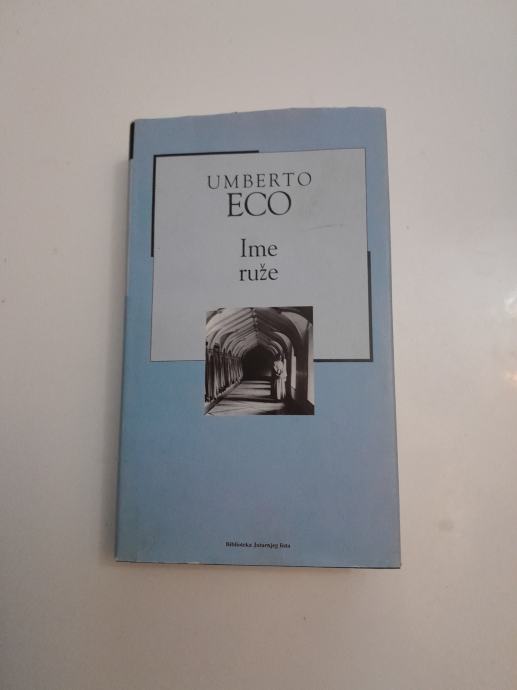 UMBERTO
ECO
Ime
ruže
Biblioteka Jutarnjeg lista